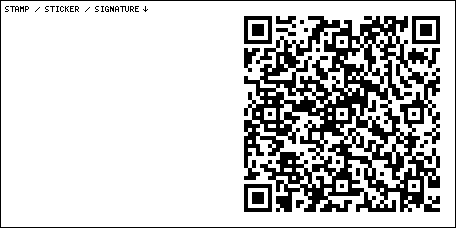 STAMP / STICKER / SIGNATURE ↓